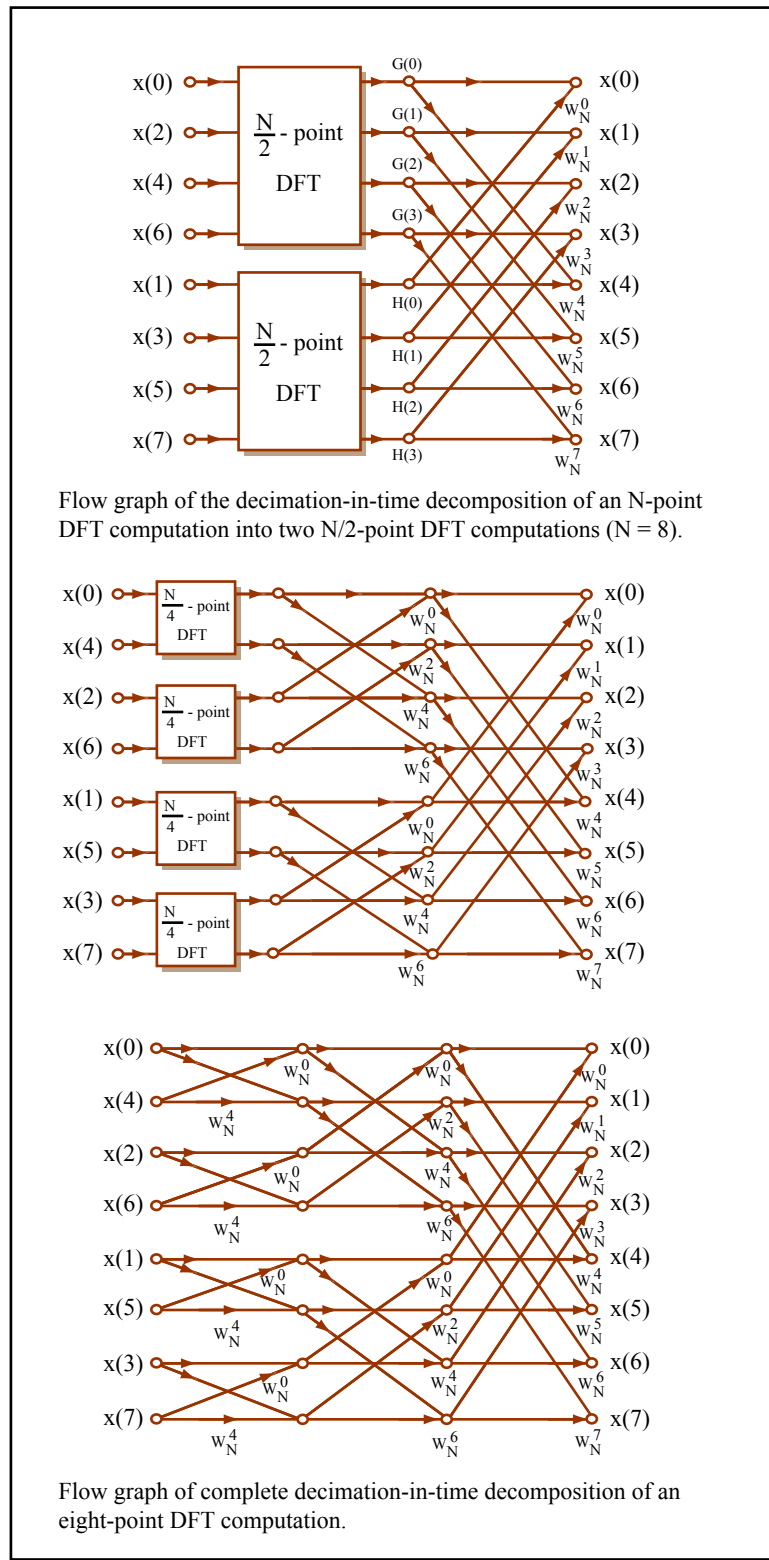 x(0) G(0) x(0)
W_N^0
x(2) G(1) x(1)
N/2 - point
DFT
W_N^1
x(4) G(2) x(2)
W_N^2
x(6) G(3) x(3)
W_N^3
x(1) H(0) x(4)
W_N^4
x(3) H(1) x(5)
N/2 - point
DFT
W_N^5
x(5) H(2) x(6)
W_N^6
x(7) H(3) x(7)
W_N^7
Flow graph of the decimation-in-time decomposition of an N-point
DFT computation into two N/2-point DFT computations (N = 8).
x(0) x(0)
N/4 - point
DFT
W_N^0 W_N^0
x(4) x(1)
W_N^2 W_N^1
x(2) x(2)
N/4 - point
DFT
W_N^4 W_N^2
x(6) x(3)
W_N^6 W_N^3
x(1) x(4)
N/4 - point
DFT
W_N^0 W_N^4
x(5) x(5)
W_N^2 W_N^5
x(3) x(6)
N/4 - point
DFT
W_N^4 W_N^6
x(7) x(7)
W_N^6 W_N^7
x(0) x(0)
W_N^0 W_N^0 W_N^0
x(4) x(1)
W_N^4 W_N^2 W_N^1
x(2) x(2)
W_N^0 W_N^4 W_N^2
x(6) x(3)
W_N^4 W_N^6 W_N^3
x(1) x(4)
W_N^0 W_N^0 W_N^4
x(5) x(5)
W_N^4 W_N^2 W_N^5
x(3) x(6)
W_N^0 W_N^4 W_N^6
x(7) x(7)
W_N^4 W_N^6 W_N^7
Flow graph of complete decimation-in-time decomposition of an
eight-point DFT computation.